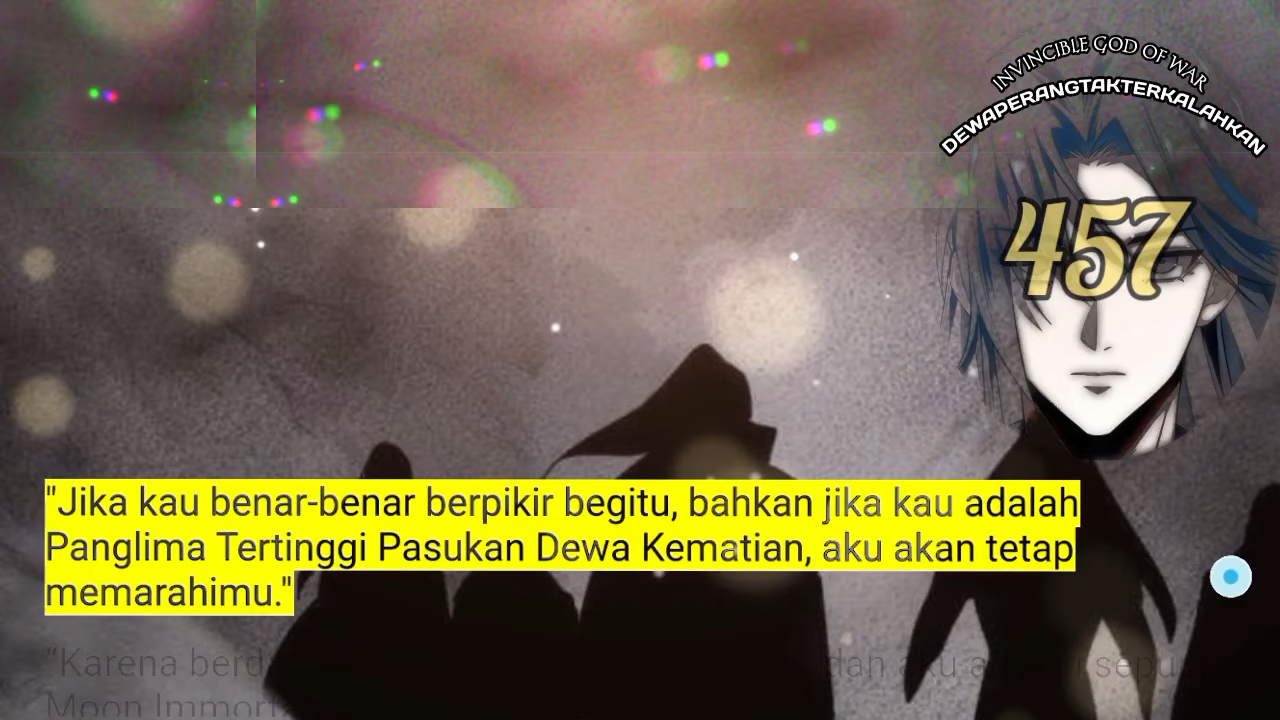 INVINCIBLE GOD OF WAR
DEWAPERANGTAKTERKALAHKAN
457
"Jika kau benar-benar berpikir begitu, bahkan jika kau adalah
Panglima Tertinggi Pasukan Dewa Kematian, aku akan tetap
memarahimu."
“Karena dan aku
Moon